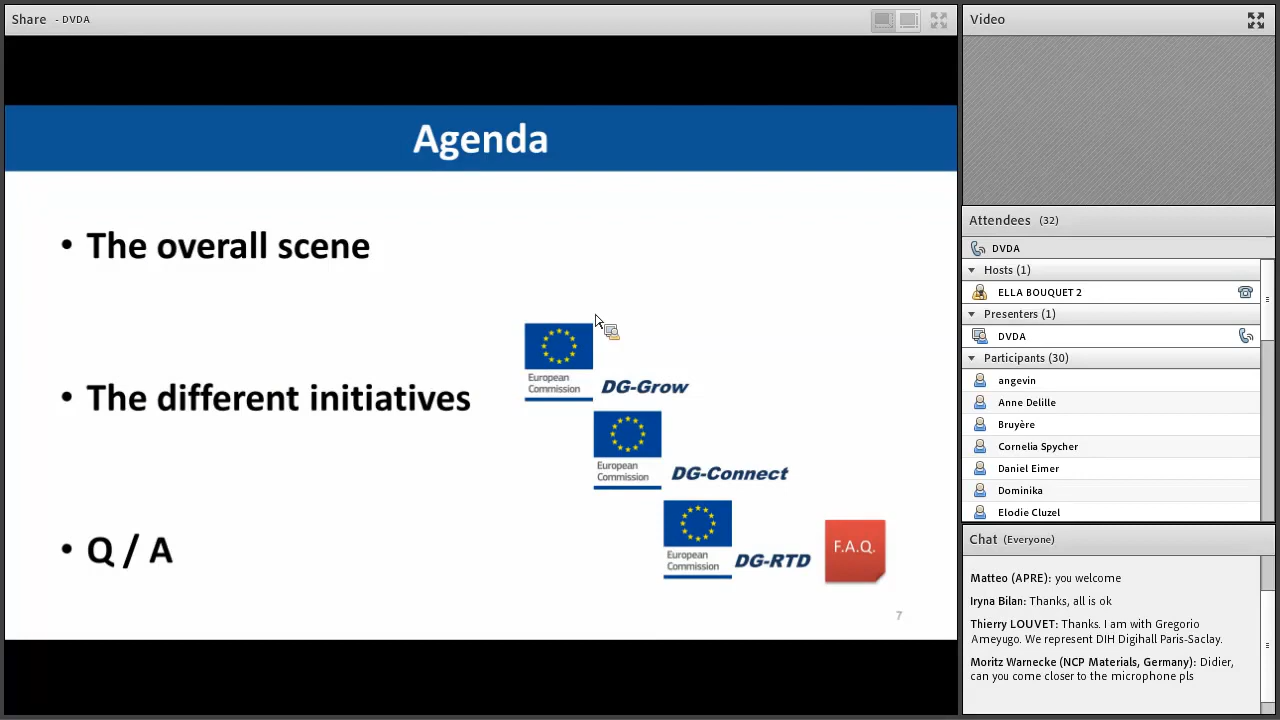 Share - DVDA
Agenda
• The overall scene
• The different initiatives
• Q / A
European
Commission
DG-Grow
European
Commission
DG-Connect
European
Commission
DG-RTD
F.A.Q.
7
Video
Attendees (32)
DVDA
Hosts (1)
ELLA BOUQUET 2
Presenters (1)
DVDA
Participants (30)
angevin
Anne Delille
Bruyère
Cornelia Spycher
Daniel Eimer
Dominika
Elodie Cluzel
Chat (Everyone)
Matteo (APRE): you welcome
Iryna Bilan: Thanks, all is ok
Thierry LOUVET: Thanks. I am with Gregorio
Ameyugo. We represent DIH Digihall Paris-Saclay.
Moritz Warnecke (NCP Materials, Germany): Didier,
can you come closer to the microphone pls